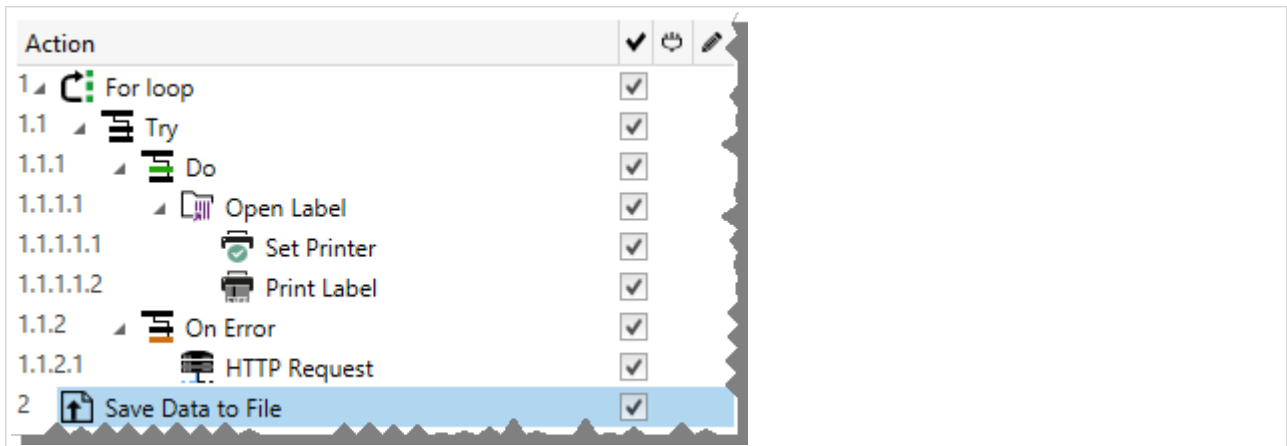 Action
1 For loop
1.1 Try
1.1.1 Do
1.1.1.1 Open Label
1.1.1.1.1 Set Printer
1.1.1.1.2 Print Label
1.1.2 On Error
1.1.2.1 HTTP Request
2 Save Data to File